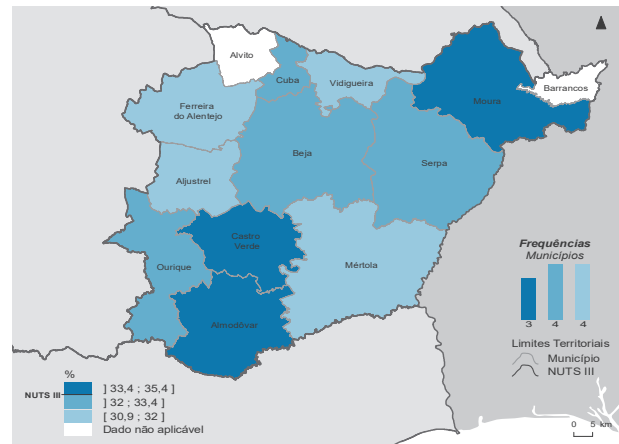 Alvito
Cuba
Vidigueira
Barrancos
Moura
Ferreira
do Alentejo
Beja
Serpa
Aljustrel
Castro
Verde
Ourique
Mértola
Almodôvar
Frequências
Municípios
3 4 4
Limites Territoriais
Município
NUTS III
%
NUTS III
] 33,4 ; 35,4 ]
] 32 ; 33,4 ]
[ 30,9 ; 32 ]
Dado não aplicável
0 5 km